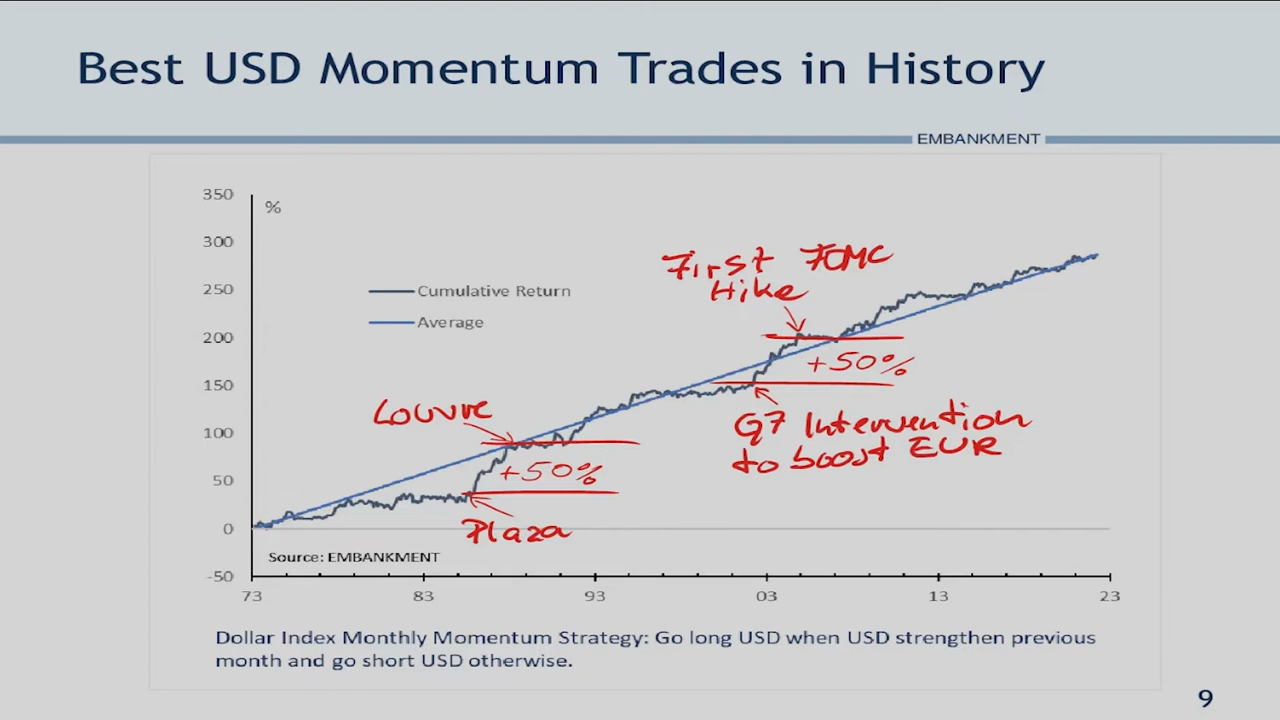 Best USD Momentum Trades in History
EMBANKMENT
350
%
300
250
200
150
100
50
0
-50
73
83
93
03
13
23
Cumulative Return
Average
First FOMC
Hike
+50%
G7 Intervention
to boost EUR
Louvre
+50%
Plaza
Source: EMBANKMENT
Dollar Index Monthly Momentum Strategy: Go long USD when USD strengthen previous
month and go short USD otherwise.
9